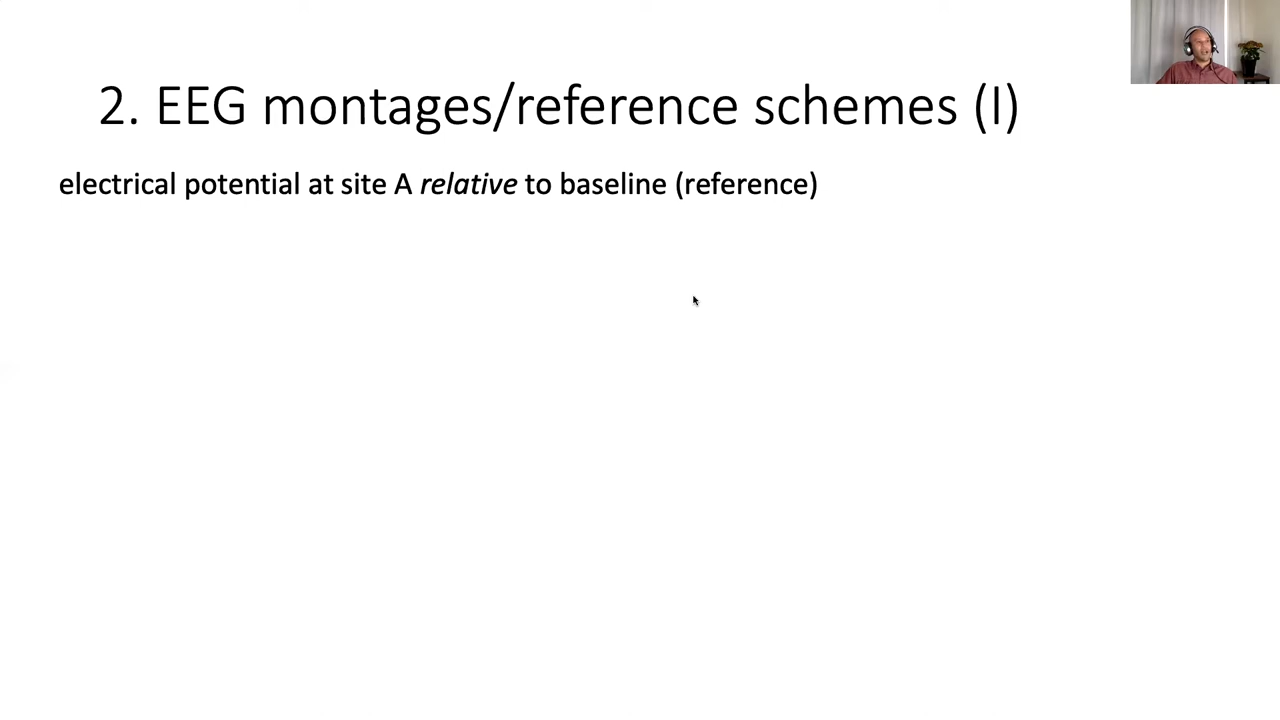 2. EEG montages/reference schemes (I)
electrical potential at site A relative to baseline (reference)